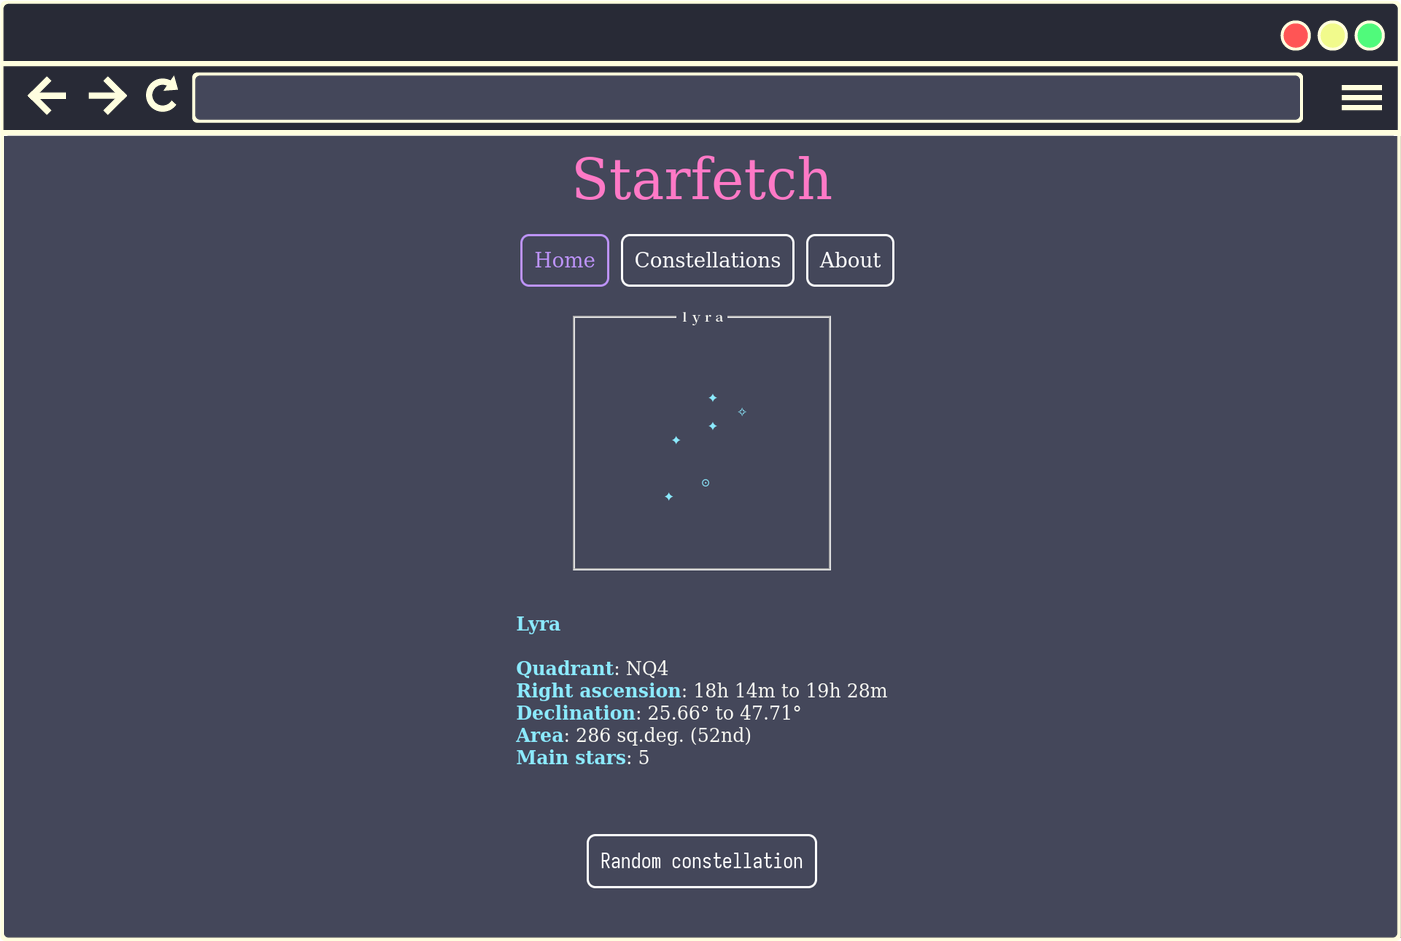 Starfetch
Home Constellations About
lyra
Lyra
Quadrant: NQ4
Right ascension: 18h 14m to 19h 28m
Declination: 25.66° to 47.71°
Area: 286 sq.deg. (52nd)
Main stars: 5
Random constellation